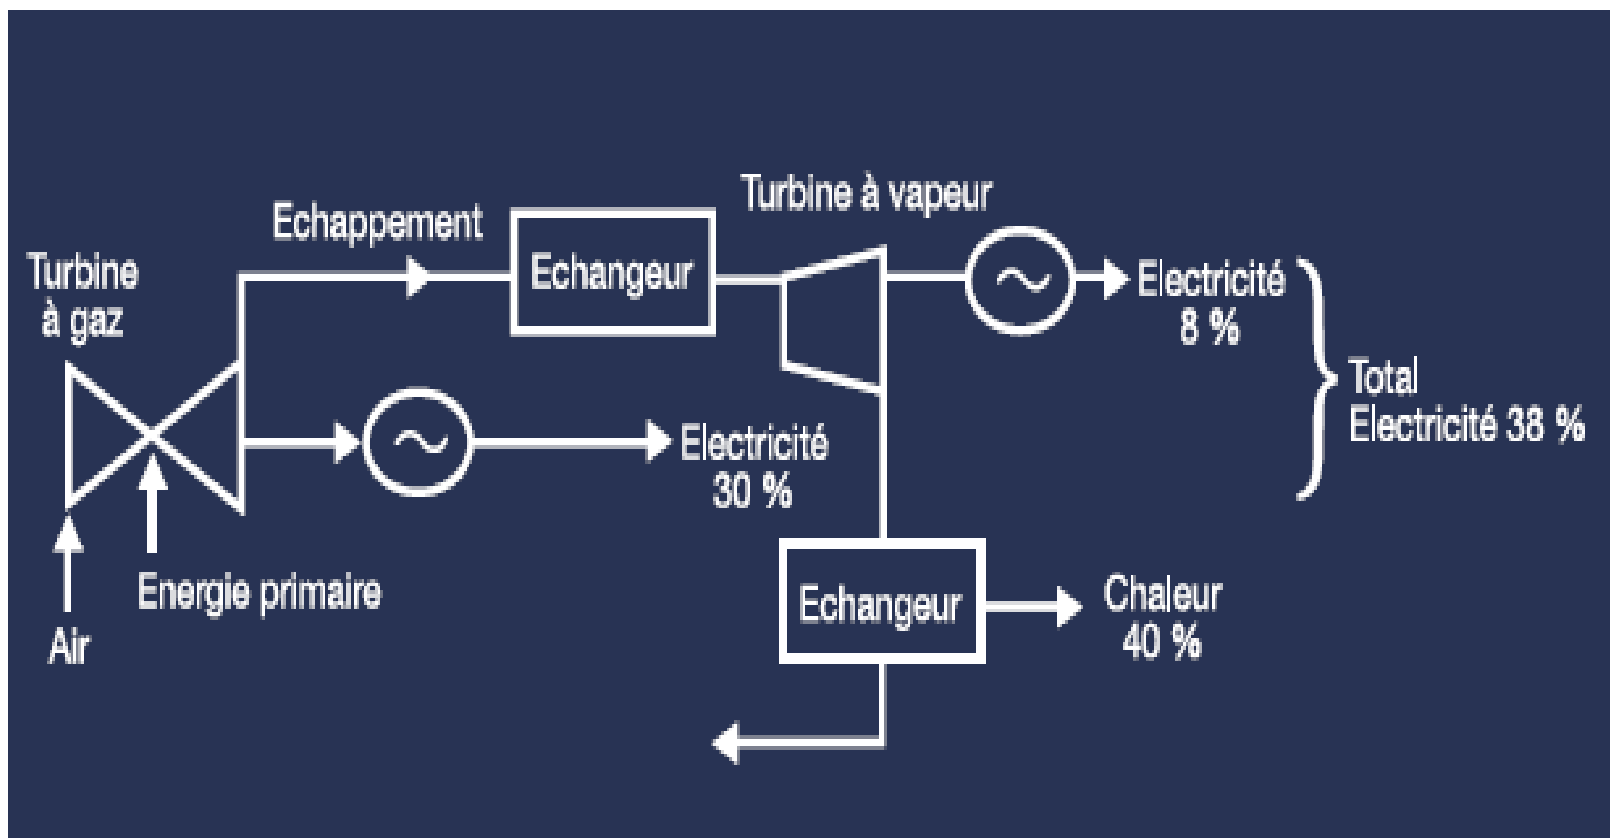 Turbine à vapeur
Echappement
Turbine
à gaz
Echangeur
Electricité
8 %
Total
Electricité 38 %
Electricité
30 %
Energie primaire
Air
Echangeur
Chaleur
40 %